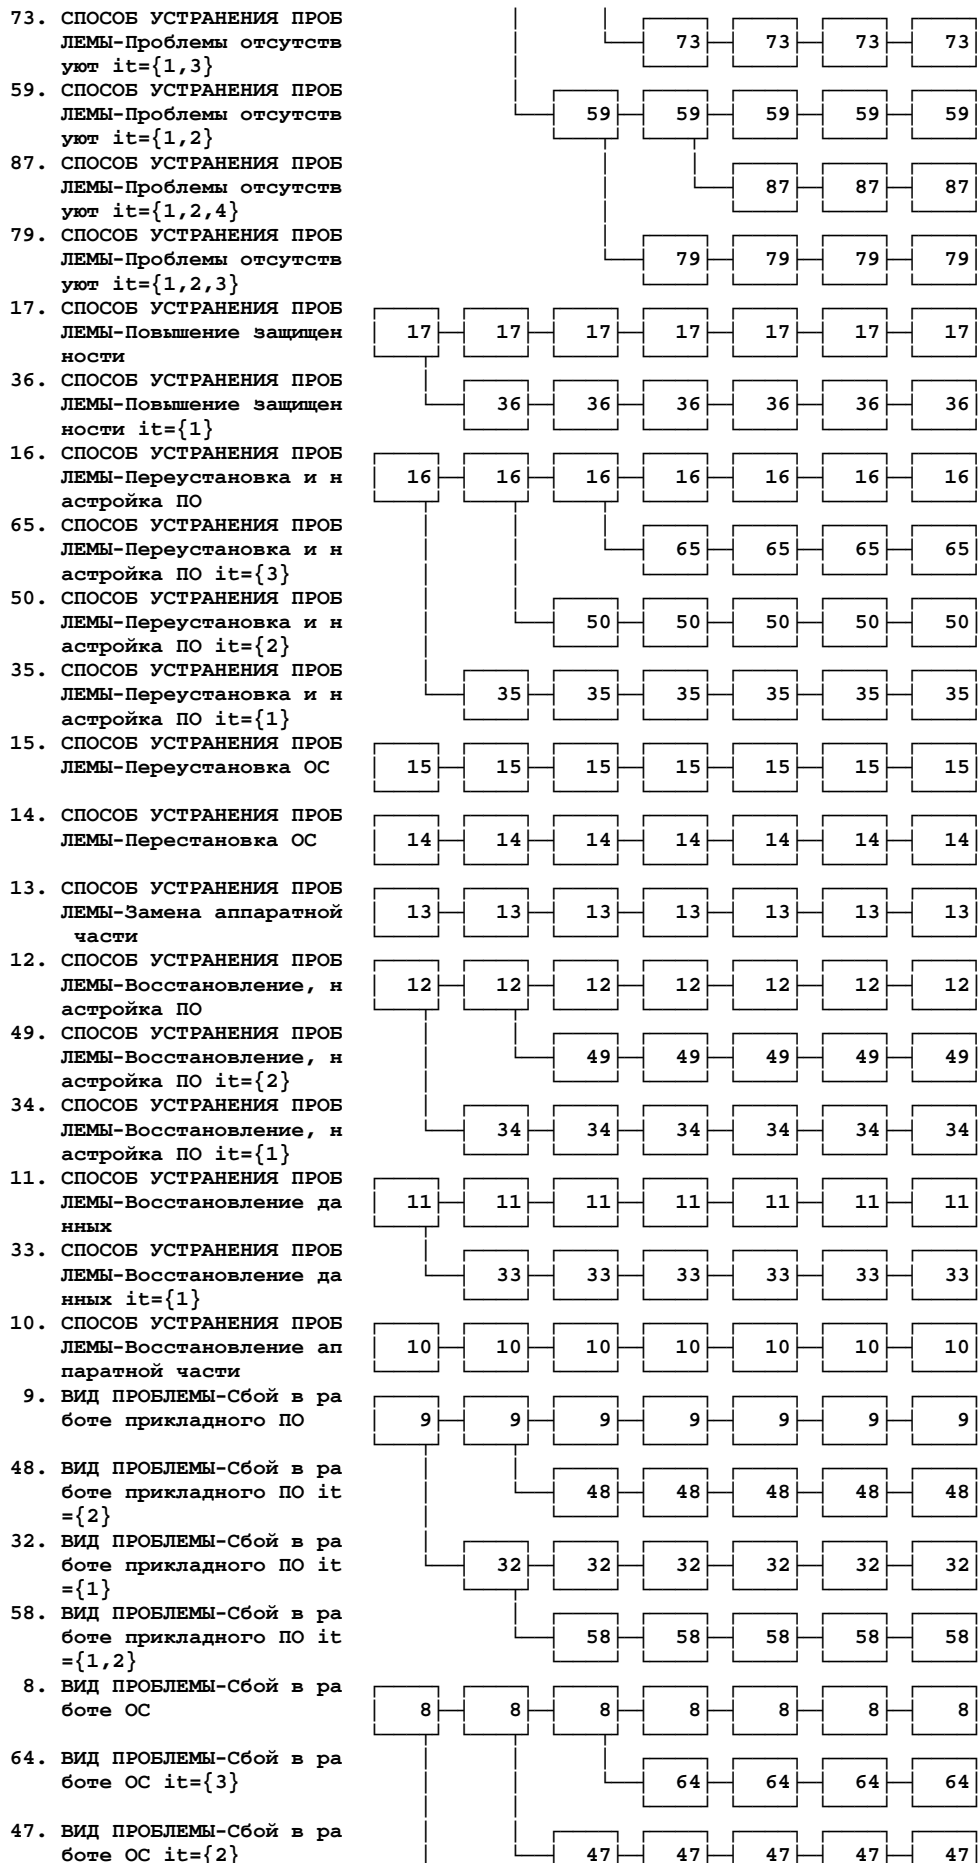 73. СПОСОБ УСТРАНЕНИЯ ПРОБ
ЛЕМЫ-Проблемы отсутств 73 73 73 73
уют it={1,3}
59. СПОСОБ УСТРАНЕНИЯ ПРОБ
ЛЕМЫ-Проблемы отсутств 59 59 59 59 59
уют it={1,2}
87. СПОСОБ УСТРАНЕНИЯ ПРОБ
ЛЕМЫ-Проблемы отсутств 87 87 87
уют it={1,2,4}
79. СПОСОБ УСТРАНЕНИЯ ПРОБ
ЛЕМЫ-Проблемы отсутств 79 79 79 79
уют it={1,2,3}
17. СПОСОБ УСТРАНЕНИЯ ПРОБ
ЛЕМЫ-Повышение защищен 17 17 17 17 17 17 17
ности
36. СПОСОБ УСТРАНЕНИЯ ПРОБ
ЛЕМЫ-Повышение защищен 36 36 36 36 36 36
ности it={1}
16. СПОСОБ УСТРАНЕНИЯ ПРОБ
ЛЕМЫ-Переустановка и н 16 16 16 16 16 16 16
астройка ПО
65. СПОСОБ УСТРАНЕНИЯ ПРОБ
ЛЕМЫ-Переустановка и н 65 65 65 65
астройка ПО it={3}
50. СПОСОБ УСТРАНЕНИЯ ПРОБ
ЛЕМЫ-Переустановка и н 50 50 50 50 50
астройка ПО it={2}
35. СПОСОБ УСТРАНЕНИЯ ПРОБ
ЛЕМЫ-Переустановка и н 35 35 35 35 35 35
астройка ПО it={1}
15. СПОСОБ УСТРАНЕНИЯ ПРОБ
ЛЕМЫ-Переустановка ОС 15 15 15 15 15 15 15
14. СПОСОБ УСТРАНЕНИЯ ПРОБ
ЛЕМЫ-Перестановка ОС 14 14 14 14 14 14 14
13. СПОСОБ УСТРАНЕНИЯ ПРОБ
ЛЕМЫ-Замена аппаратной 13 13 13 13 13 13 13
части
12. СПОСОБ УСТРАНЕНИЯ ПРОБ
ЛЕМЫ-Восстановление, н 12 12 12 12 12 12 12
астройка ПО
49. СПОСОБ УСТРАНЕНИЯ ПРОБ
ЛЕМЫ-Восстановление, н 49 49 49 49 49
астройка ПО it={2}
34. СПОСОБ УСТРАНЕНИЯ ПРОБ
ЛЕМЫ-Восстановление, н 34 34 34 34 34 34
астройка ПО it={1}
11. СПОСОБ УСТРАНЕНИЯ ПРОБ
ЛЕМЫ-Восстановление да 11 11 11 11 11 11 11
нных
33. СПОСОБ УСТРАНЕНИЯ ПРОБ
ЛЕМЫ-Восстановление да 33 33 33 33 33 33
нных it={1}
10. СПОСОБ УСТРАНЕНИЯ ПРОБ
ЛЕМЫ-Восстановление ап 10 10 10 10 10 10 10
паратной части
9. ВИД ПРОБЛЕМЫ-Сбой в ра
боте прикладного ПО 9 9 9 9 9 9 9
48. ВИД ПРОБЛЕМЫ-Сбой в ра
боте прикладного ПО it 48 48 48 48 48
={2}
32. ВИД ПРОБЛЕМЫ-Сбой в ра
боте прикладного ПО it 32 32 32 32 32 32
={1}
58. ВИД ПРОБЛЕМЫ-Сбой в ра
боте прикладного ПО it 58 58 58 58 58
={1,2}
8. ВИД ПРОБЛЕМЫ-Сбой в ра
боте ОС 8 8 8 8 8 8 8
64. ВИД ПРОБЛЕМЫ-Сбой в ра
боте ОС it={3} 64 64 64 64
47. ВИД ПРОБЛЕМЫ-Сбой в ра
боте ОС it={2} 47 47 47 47 47